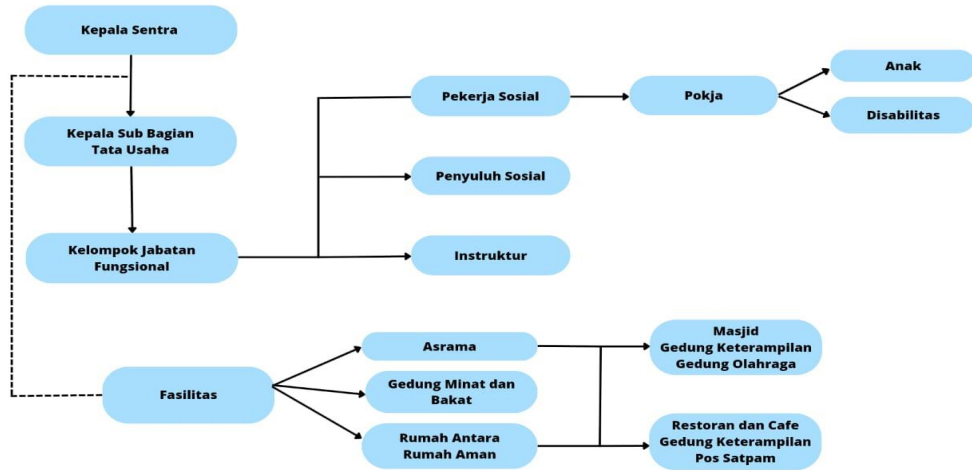 Kepala Sentra
Kepala Sub Bagian
Tata Usaha
Kelompok Jabatan
Fungsional
Pekerja Sosial
Penyuluh Sosial
Instruktur
Pokja
Anak
Disabilitas
Fasilitas
Asrama
Gedung Minat dan
Bakat
Rumah Antara
Rumah Aman
Masjid
Gedung Keterampilan
Gedung Olahraga
Restoran dan Cafe
Gedung Keterampilan
Pos Satpam